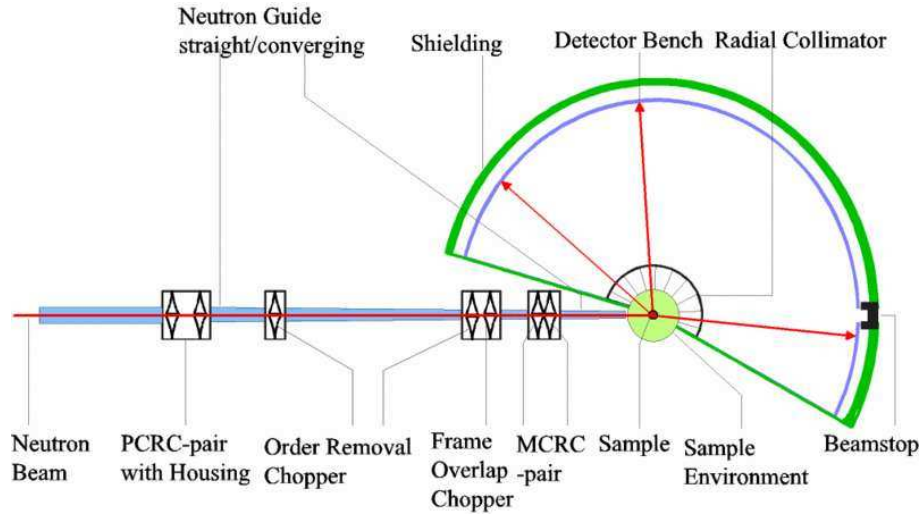 Neutron Guide
straight/converging
Shielding
Detector Bench
Radial Collimator
Neutron
Beam
PCRC-pair
with Housing
Order Removal
Chopper
Frame
Overlap
Chopper
MCRC
-pair
Sample
Sample
Environment
Beamstop